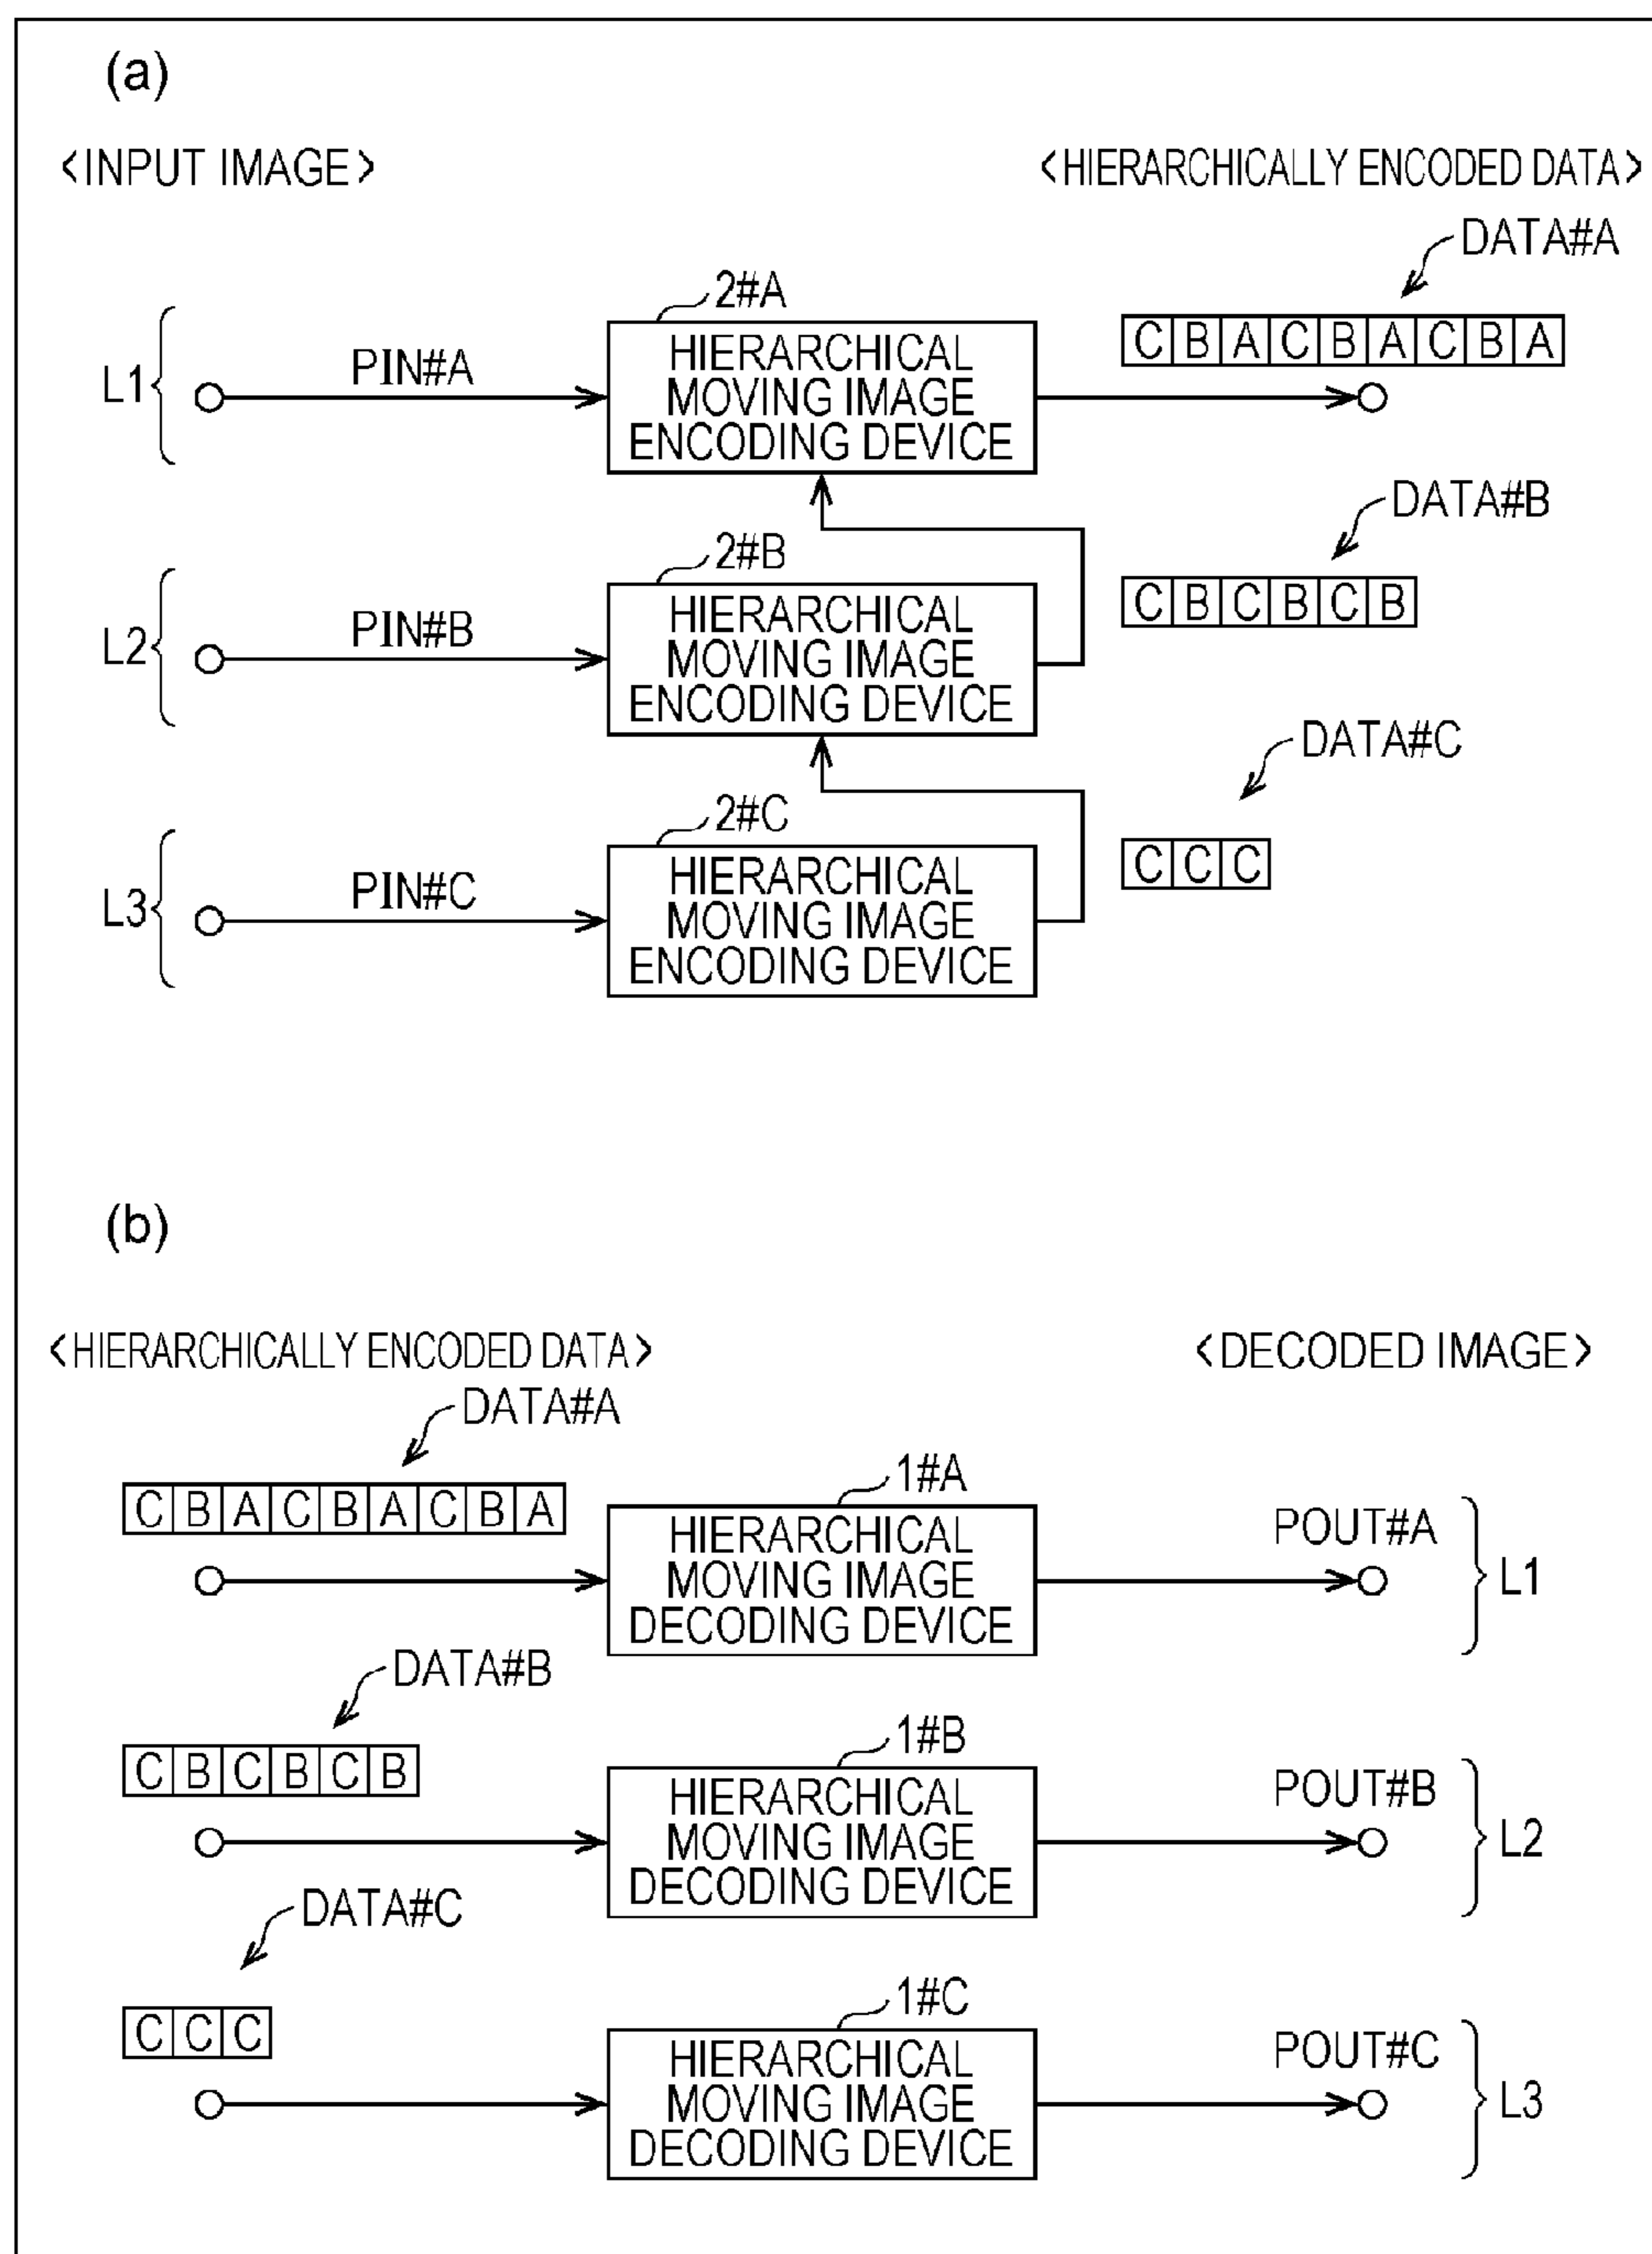 (a)
<INPUT IMAGE>
<HIERARCHICALLY ENCODED DATA>
DATA#A
2#A
C B A C B A C B A
L1
PIN#A
HIERARCHICAL
MOVING IMAGE
ENCODING DEVICE
DATA#B
2#B
C B C B C B
L2
PIN#B
HIERARCHICAL
MOVING IMAGE
ENCODING DEVICE
DATA#C
2#C
C C C
L3
PIN#C
HIERARCHICAL
MOVING IMAGE
ENCODING DEVICE
(b)
<HIERARCHICALLY ENCODED DATA>
<DECODED IMAGE>
DATA#A
C B A C B A C B A
1#A
HIERARCHICAL
MOVING IMAGE
DECODING DEVICE
POUT#A
L1
DATA#B
C B C B C B
1#B
HIERARCHICAL
MOVING IMAGE
DECODING DEVICE
POUT#B
L2
DATA#C
C C C
1#C
HIERARCHICAL
MOVING IMAGE
DECODING DEVICE
POUT#C
L3